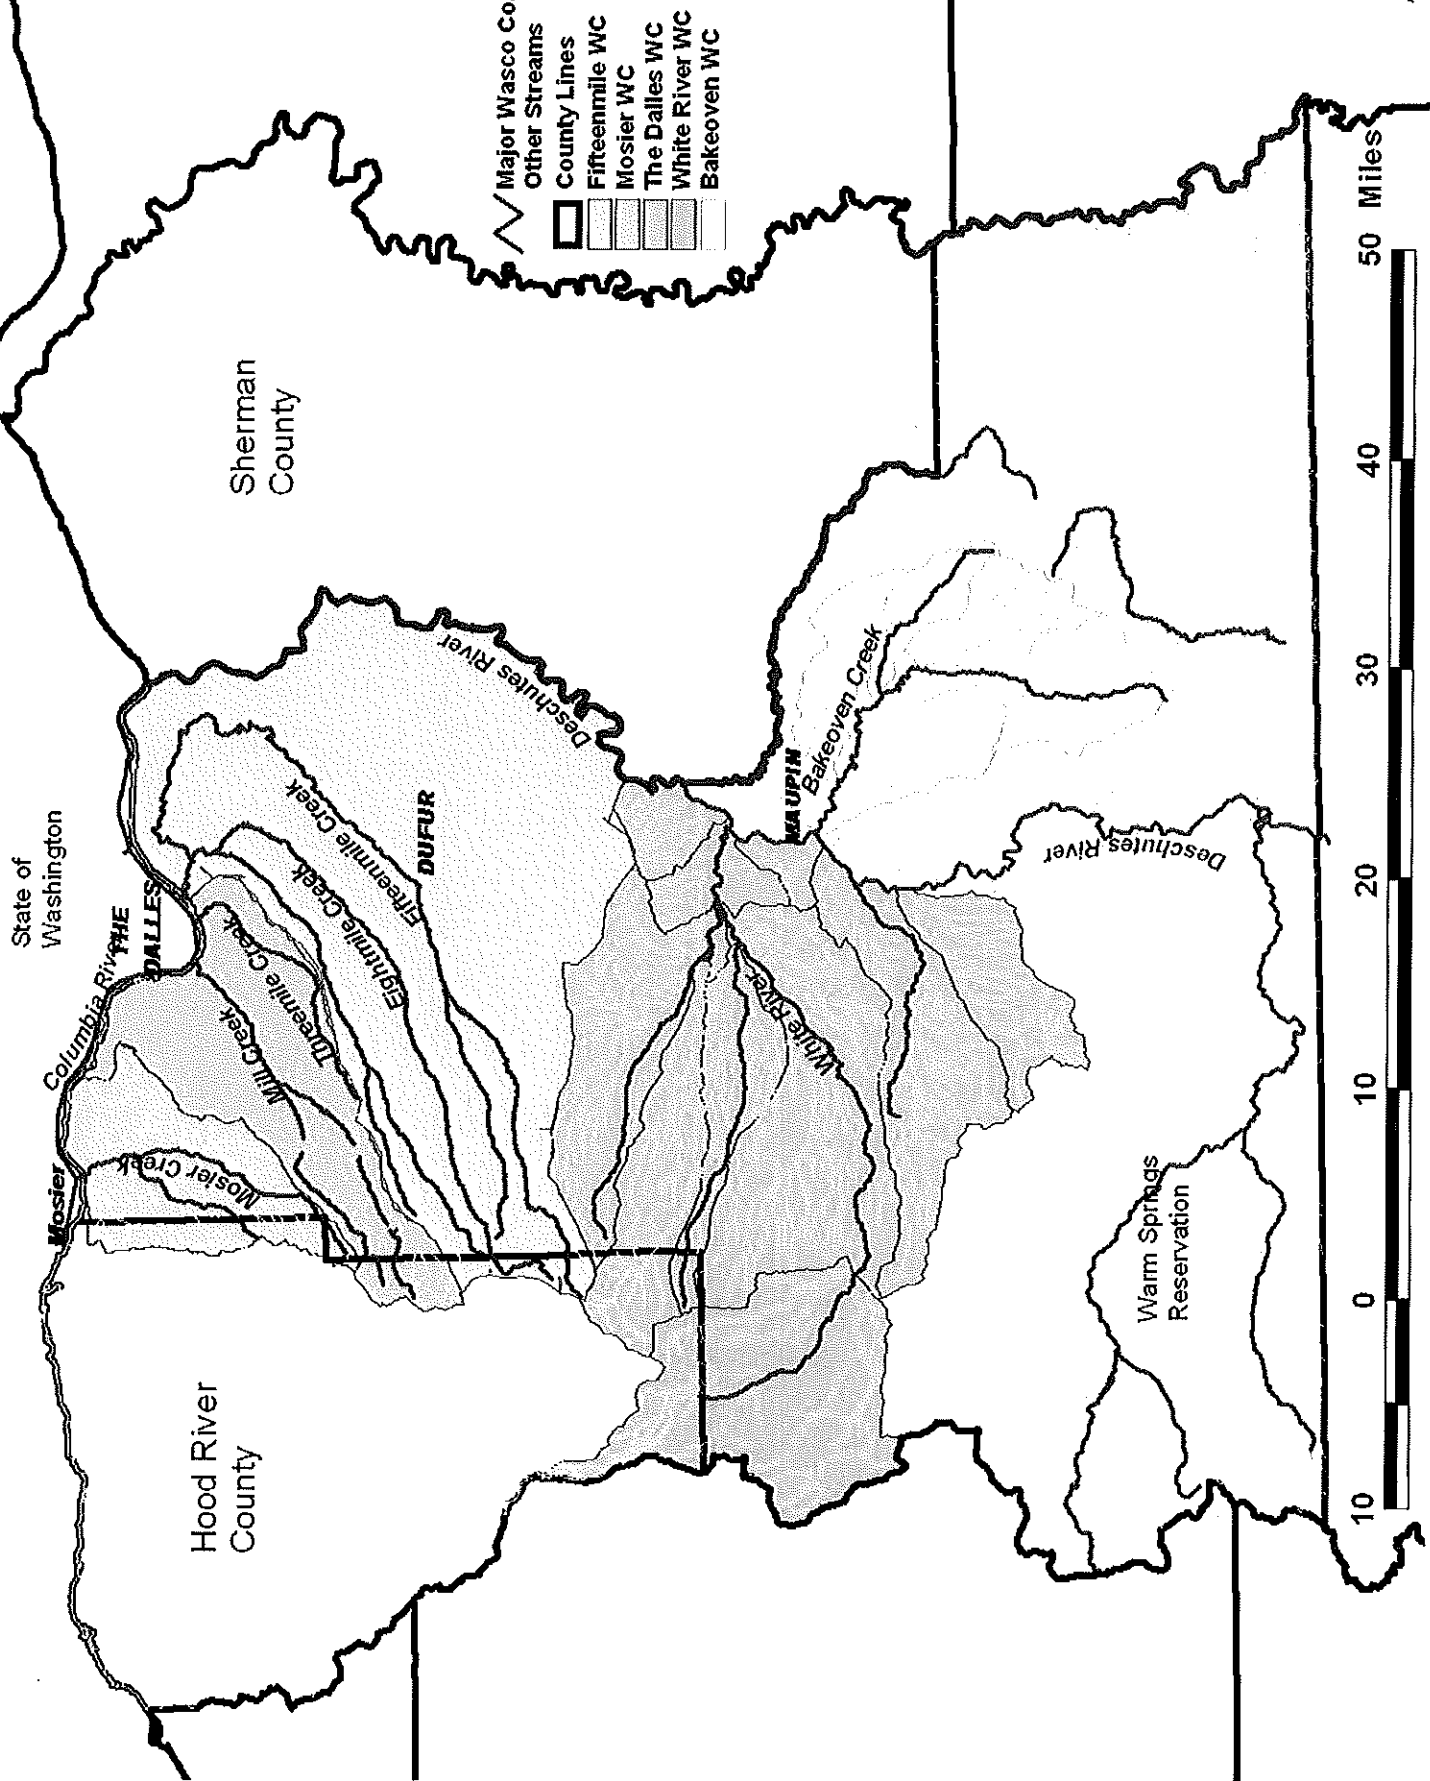 State of
Washington
Columbia River
THE
DALLES
Mosier
Mosier Creek
Mill Creek
Threemile Creek
Eightmile Creek
Fifteenmile Creek
DUFUR
Deschutes River
Sherman
County
Hood River
County
White River
MAUPIN
Bakeoven Creek
Deschutes River
Warm Springs
Reservation
Major Wasco Co
Other Streams
County Lines
Fifteenmile WC
Mosier WC
The Dalles WC
White River WC
Bakeoven WC
10 0 10 20 30 40 50 Miles